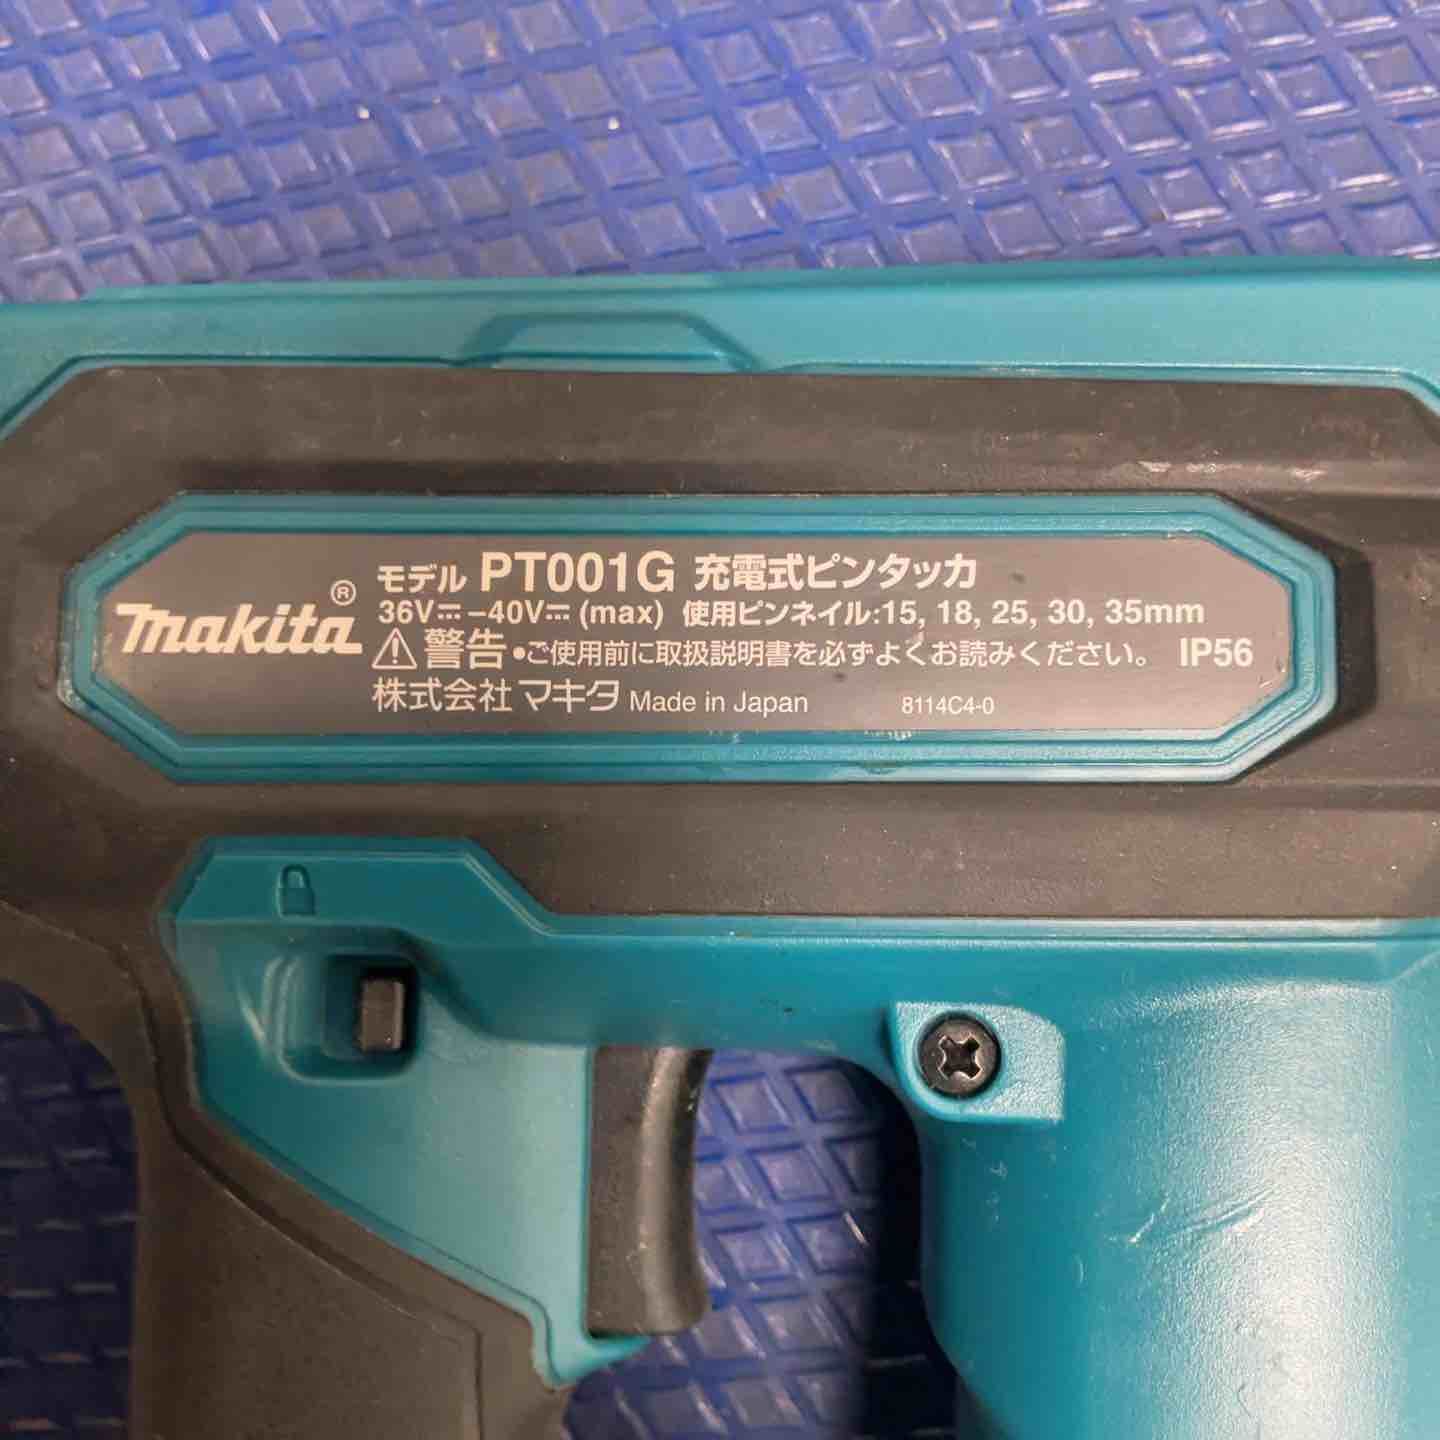 makita®
モデル PT001G 充電式ピンタッカ
36V⎓-40V⎓ (max) 使用ピンネイル:15, 18, 25, 30, 35mm
⚠警告 •ご使用前に取扱説明書を必ずよくお読みください。 IP56
株式会社マキタ Made in Japan 8114C4-0